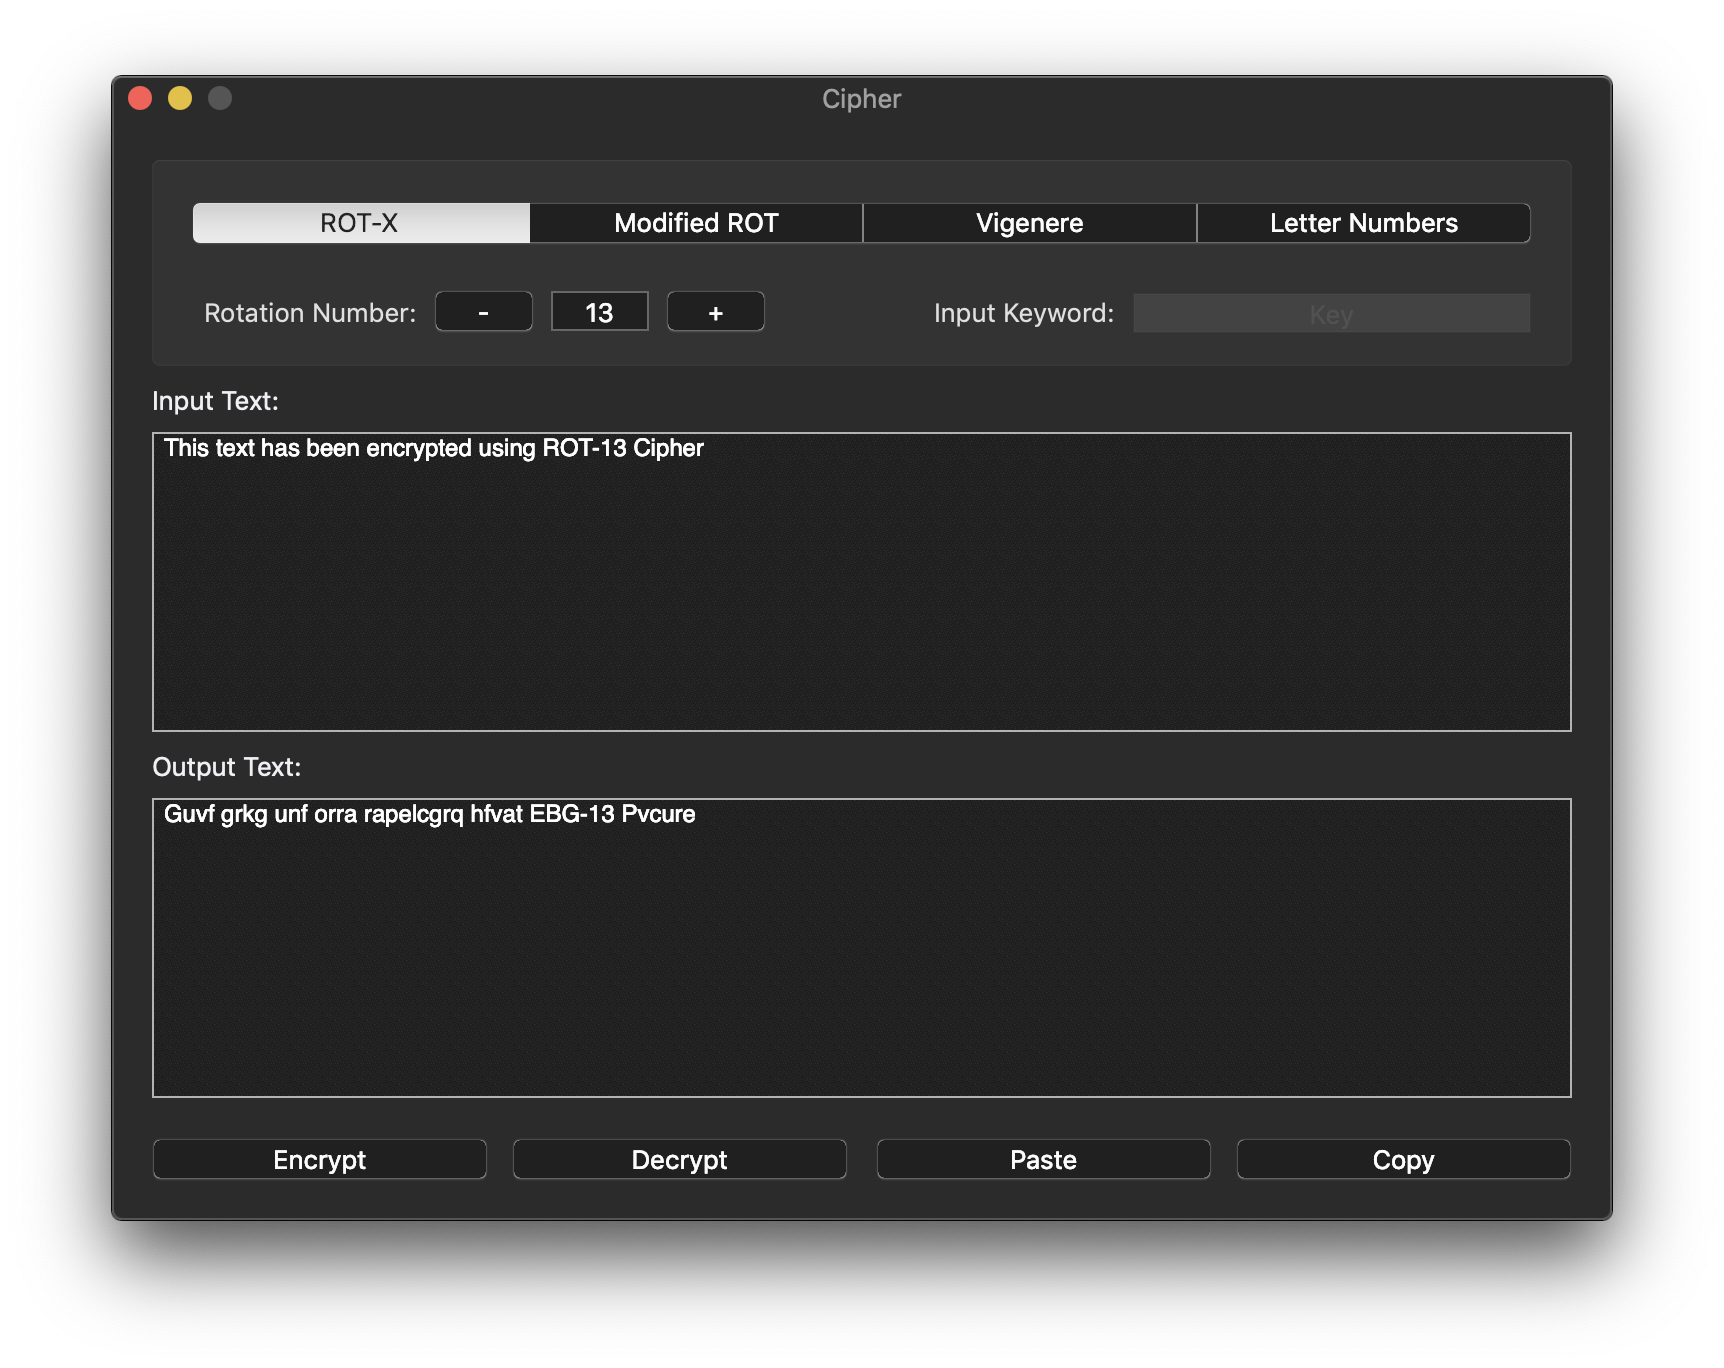 Cipher
ROT-X Modified ROT Vigenere Letter Numbers
Rotation Number: - 13 + Input Keyword: Key
Input Text:
This text has been encrypted using ROT-13 Cipher
Output Text:
Guvf grkg unf orra rapelcgrq hfvat EBG-13 Pvcure
Encrypt Decrypt Paste Copy